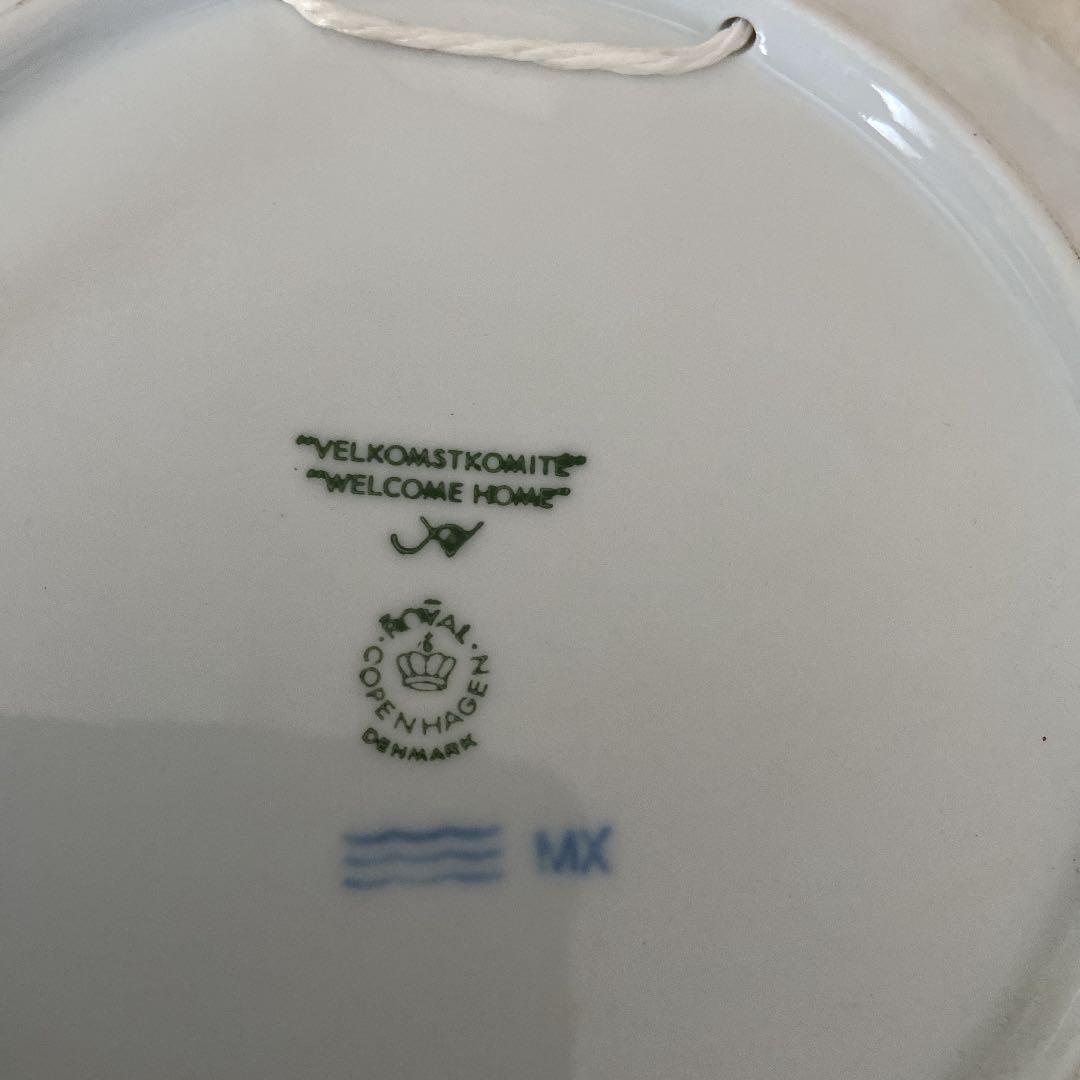 "VELKOMSTKOMITE"
"WELCOME HOME"
ROYAL
COPENHAGEN
DENMARK
MX